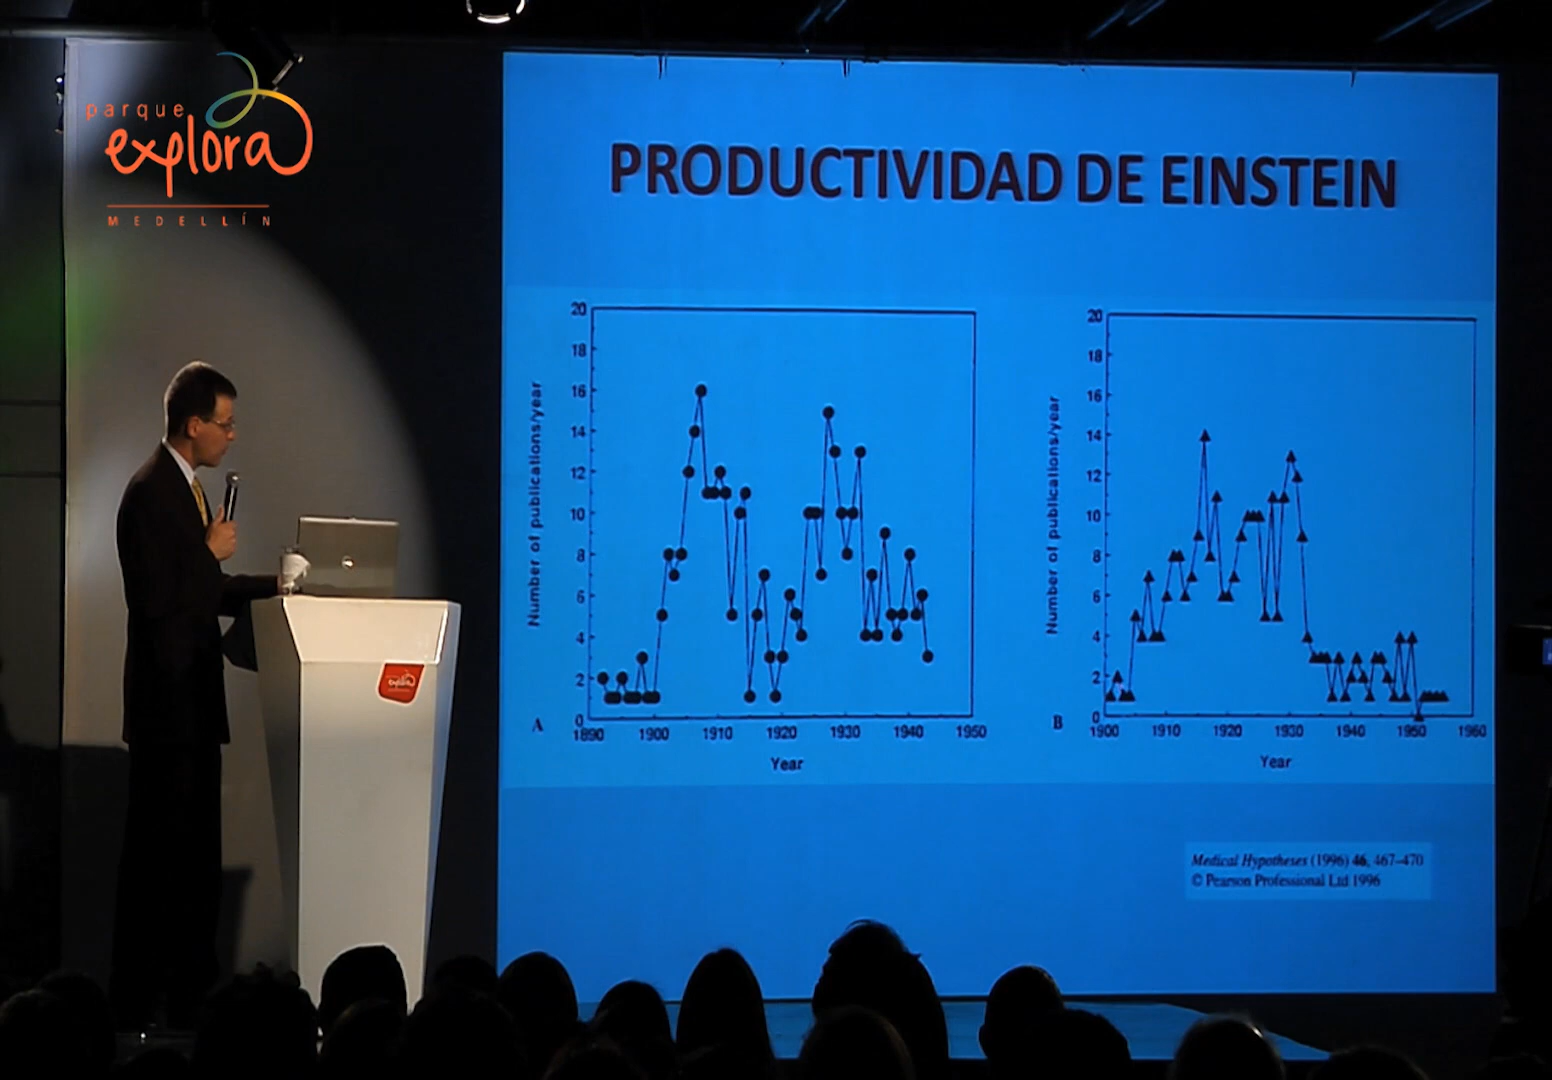 parque
explora
MEDELLÍN
PRODUCTIVIDAD DE EINSTEIN
20
18
16
14
12
10
8
6
4
2
0
Number of publications/year
A
1890 1900 1910 1920 1930 1940 1950
Year
20
18
16
14
12
10
8
6
4
2
0
Number of publications/year
B
1900 1910 1920 1930 1940 1950 1960
Year
explora
Medical Hypotheses (1996) 46, 467–470
© Pearson Professional Ltd 1996